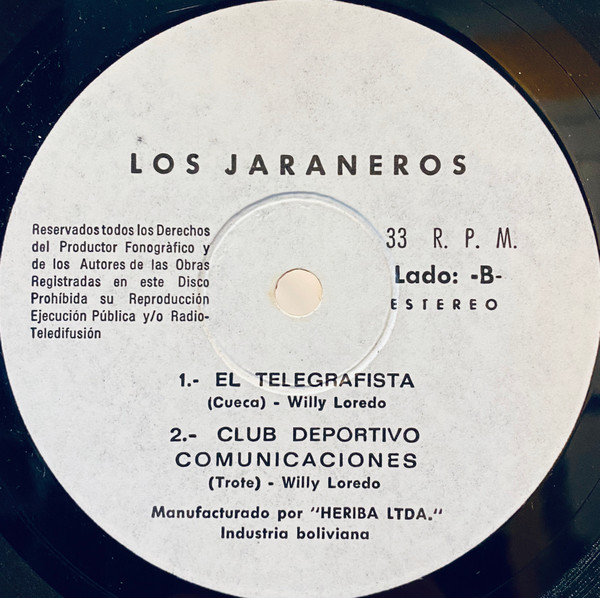 LOS JARANEROS
Reservados todos los Derechos
del Productor Fonogràfico y
de los Autores de las Obras
Registradas en este Disco
Prohíbida su Reproducción
Ejecución Pública y/o Radio-
Teledifusión
33 R. P. M.
Lado: -B-
ESTEREO
1.- EL TELEGRAFISTA
(Cueca) - Willy Loredo
2.- CLUB DEPORTIVO
COMUNICACIONES
(Trote) - Willy Loredo
Manufacturado por "HERIBA LTDA."
Industria boliviana